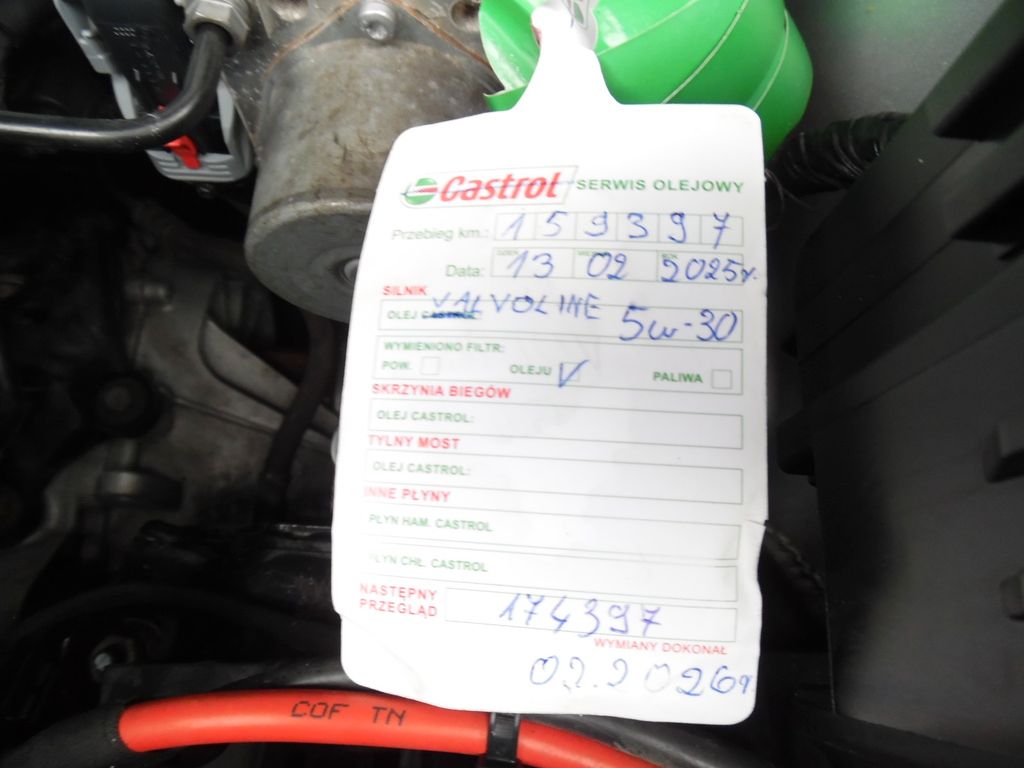 Castrol SERWIS OLEJOWY
Przebieg km.: 159397
Data: 13 02 2025r.
SILNIK
OLEJ CASTROL VALVOLINE 5w-30
WYMIENIONO FILTR:
POW. OLEJU V PALIWA
SKRZYNIA BIEGÓW
OLEJ CASTROL:
TYLNY MOST
OLEJ CASTROL:
INNE PŁYNY
PŁYN HAM. CASTROL
PŁYN CHŁ. CASTROL
NASTĘPNY
PRZEGLĄD 174397
WYMIANY DOKONAŁ
02.2026r
COF TN